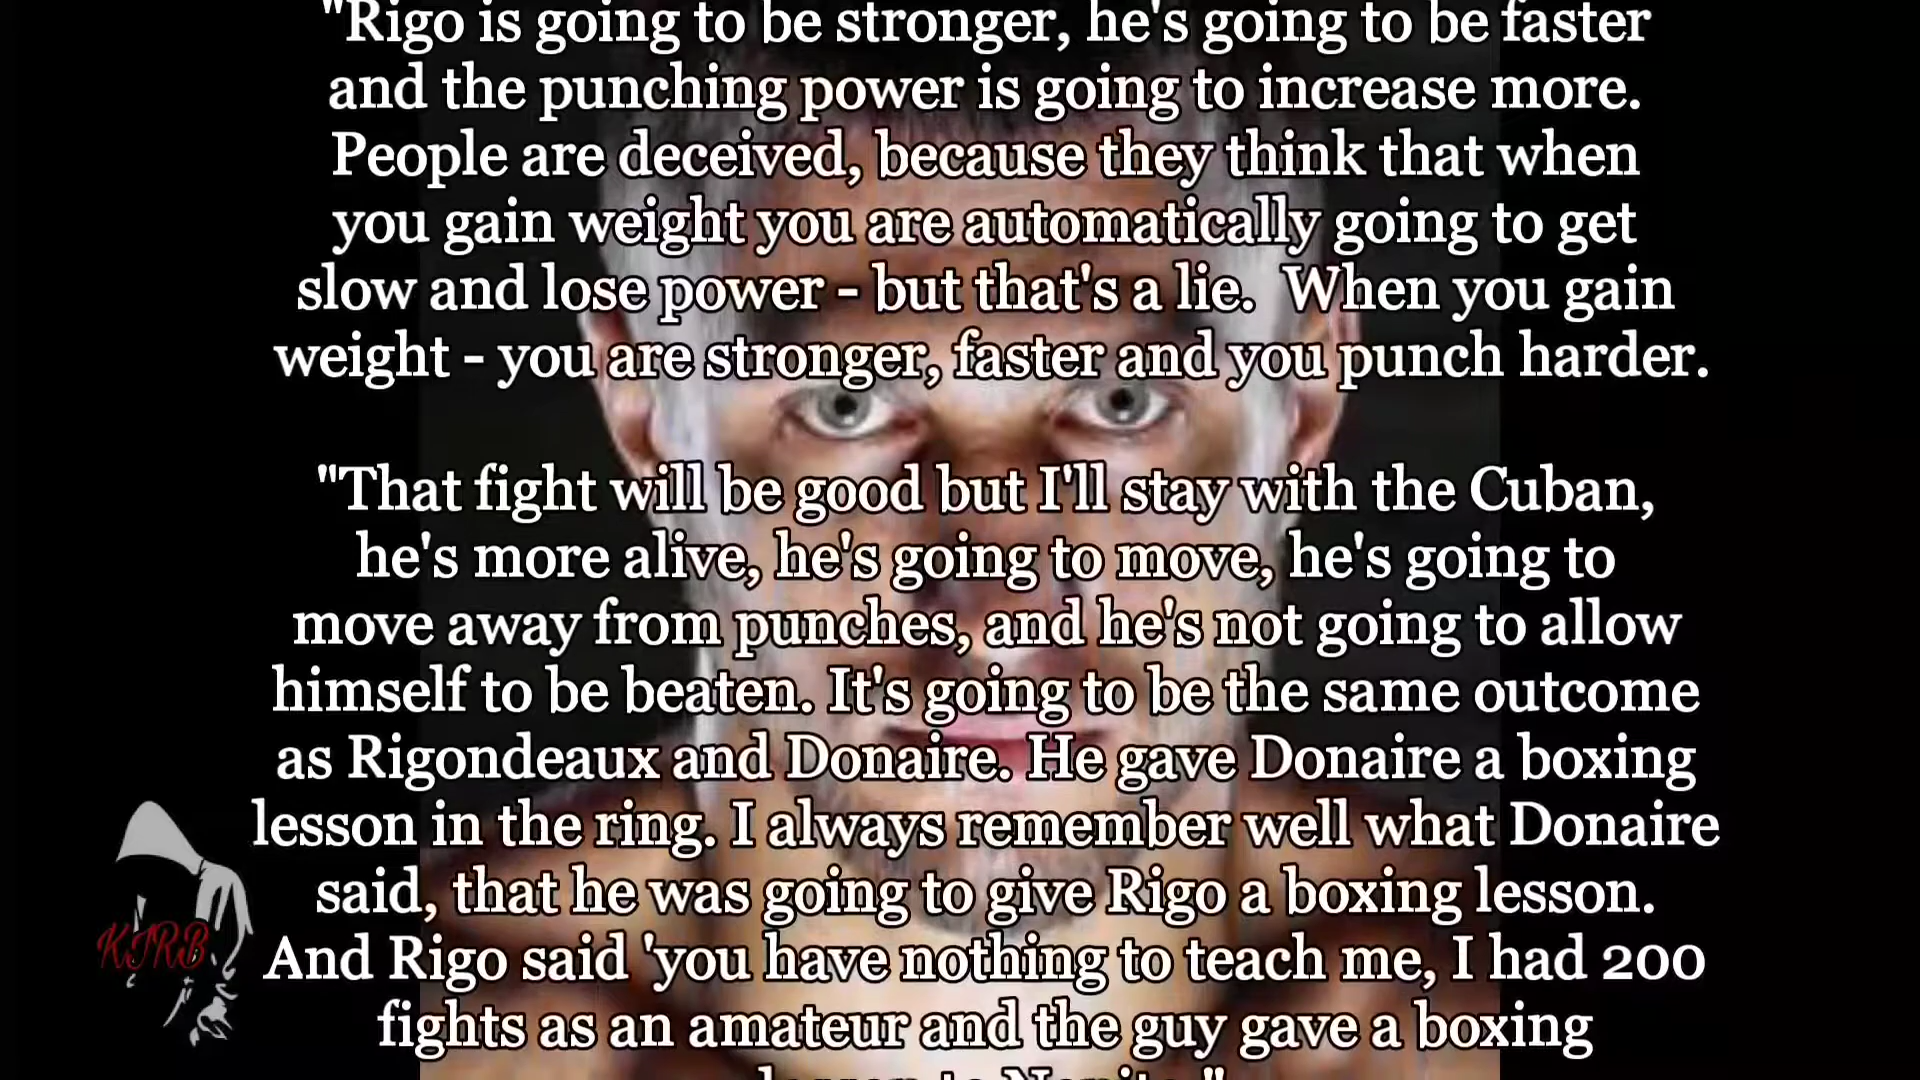 "Rigo is going to be stronger, he's going to be faster
and the punching power is going to increase more.
People are deceived, because they think that when
you gain weight you are automatically going to get
slow and lose power - but that's a lie.  When you gain
weight - you are stronger, faster and you punch harder.
"That fight will be good but I'll stay with the Cuban,
he's more alive, he's going to move, he's going to
move away from punches, and he's not going to allow
himself to be beaten. It's going to be the same outcome
as Rigondeaux and Donaire. He gave Donaire a boxing
lesson in the ring. I always remember well what Donaire
said, that he was going to give Rigo a boxing lesson.
And Rigo said 'you have nothing to teach me, I had 200
fights as an amateur and the guy gave a boxing
KJRB